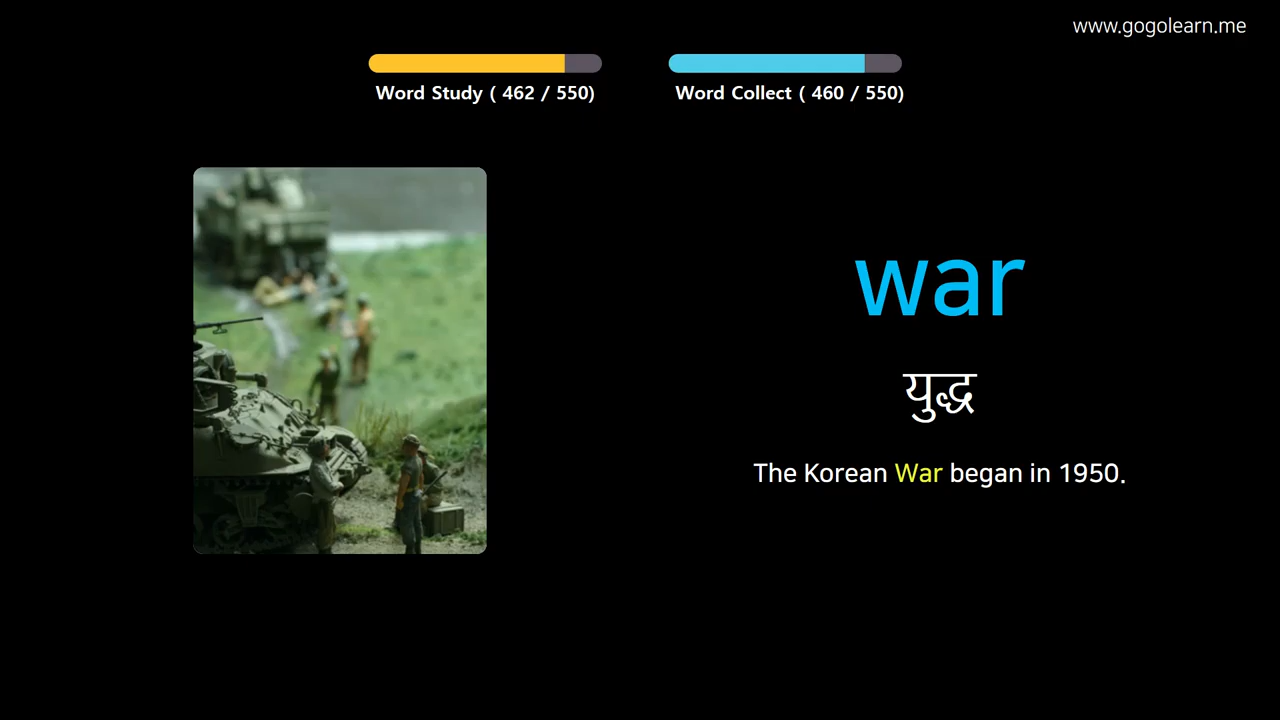 www.gogolearn.me
Word Study ( 462 / 550)
Word Collect ( 460 / 550)
war
युद्ध
The Korean War began in 1950.